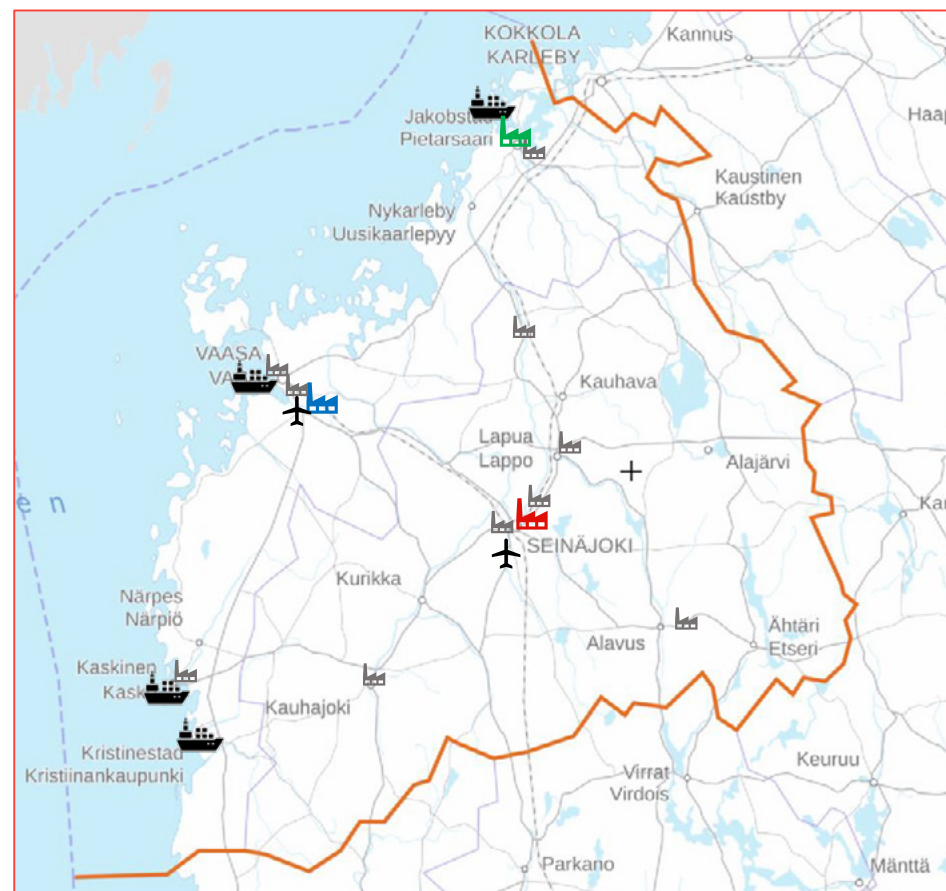 KOKKOLA
KARLEBY
Kannus
Jakobstad
Pietarsaari
Kaustinen
Kaustby
Nykarleby
Uusikaarlepyy
VAASA
VA
Kauhava
Lapua
Lappo
Alajärvi
e n
SEINÄJOKI
Kurikka
Närpes
Närpiö
Ähtäri
Etseri
Alavus
Kaskinen
Kask
Kauhajoki
Kristinestad
Kristiinankaupunki
Virrat
Virdois
Keuruu
Parkano
Mänttä